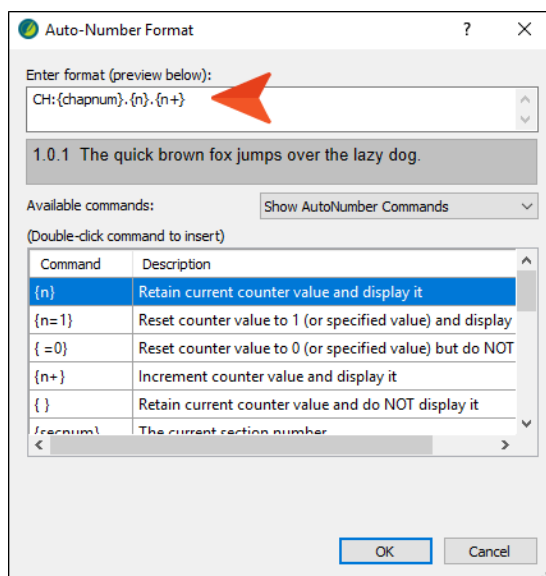 Auto-Number Format
Enter format (preview below):
CH:{chapnum}.{n}.{n+}
1.0.1 The quick brown fox jumps over the lazy dog.
Available commands: Show AutoNumber Commands
(Double-click command to insert)
Command Description
{n} Retain current counter value and display it
{n=1} Reset counter value to 1 (or specified value) and display
{ =0} Reset counter value to 0 (or specified value) but do NOT
{n+} Increment counter value and display it
{ } Retain current counter value and do NOT display it
{secnum} The current section number
OK Cancel